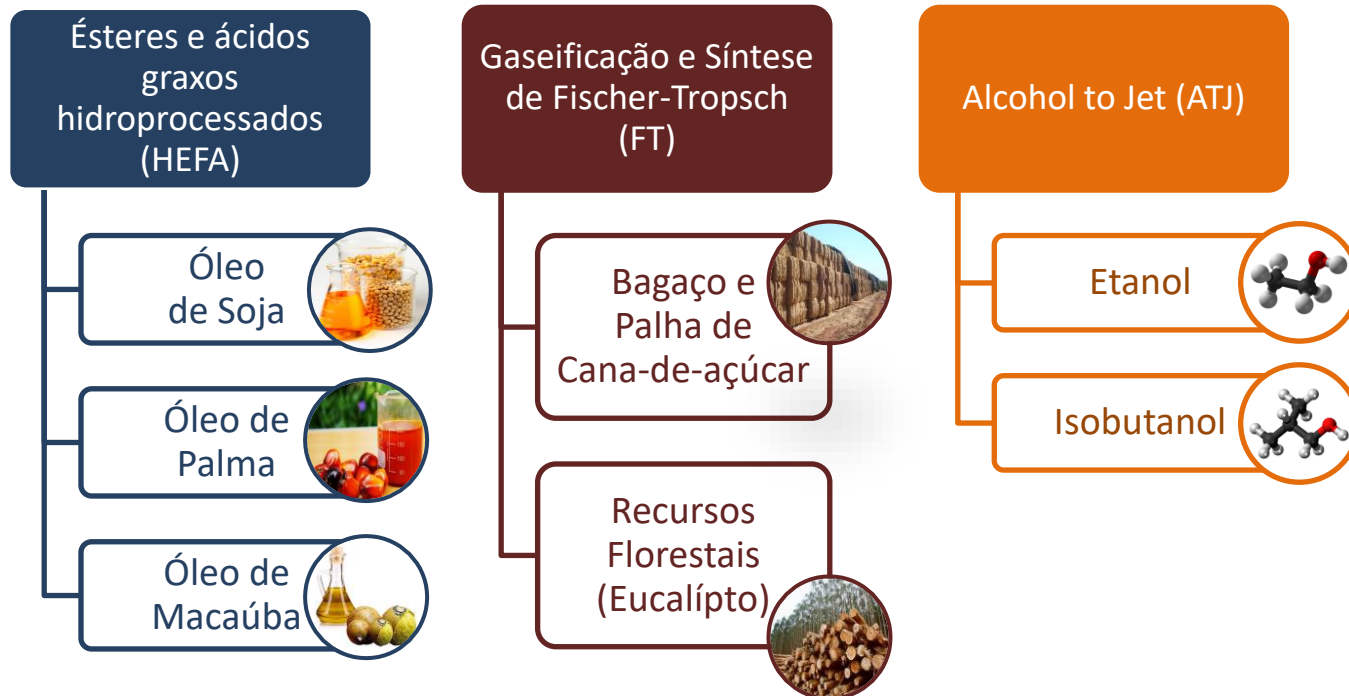 Ésteres e ácidos
graxos
hidroprocessados
(HEFA)
Óleo
de Soja
Óleo de
Palma
Óleo de
Macaúba
Gaseificação e Síntese
de Fischer-Tropsch
(FT)
Bagaço e
Palha de
Cana-de-açúcar
Recursos
Florestais
(Eucalípto)
Alcohol to Jet (ATJ)
Etanol
Isobutanol